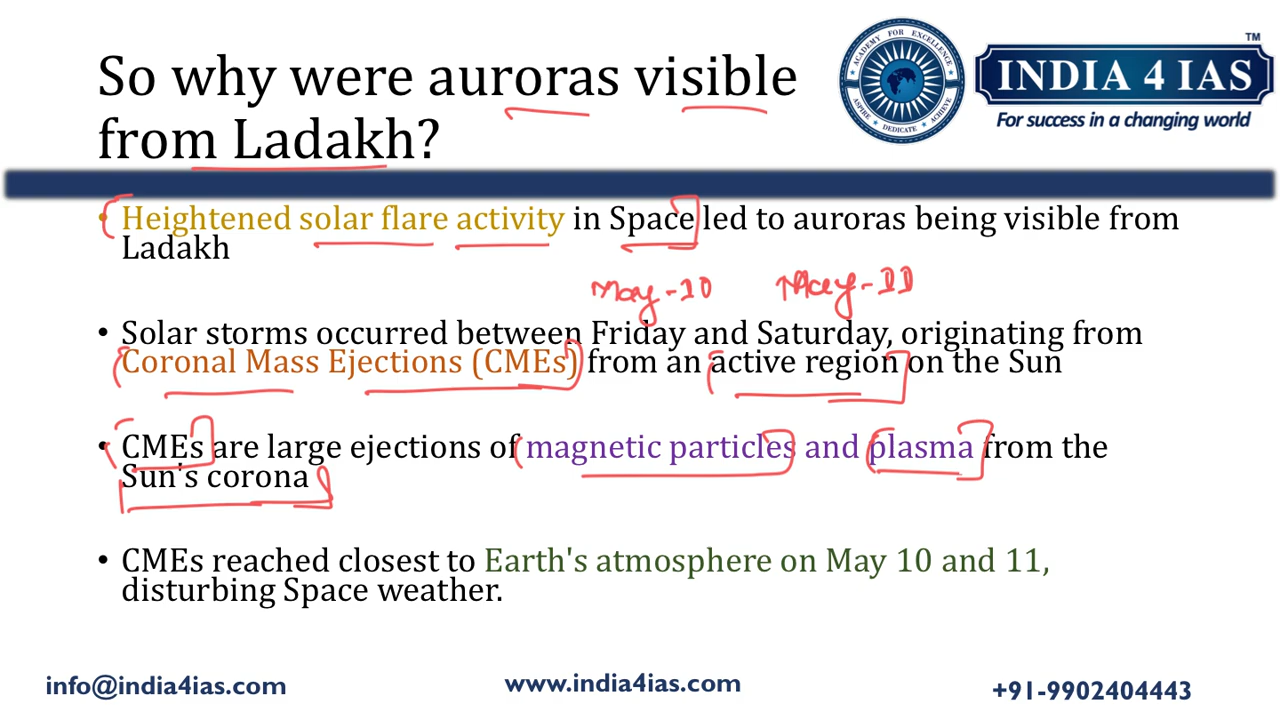 So why were auroras visible
from Ladakh?
ACADEMY FOR EXCELLENCE
ASPIRE DEDICATE ACHIEVE
INDIA 4 IAS
TM
For success in a changing world
• Heightened solar flare activity in Space led to auroras being visible from
Ladakh
May-10 May-11
• Solar storms occurred between Friday and Saturday, originating from
Coronal Mass Ejections (CMEs) from an active region on the Sun
• CMEs are large ejections of magnetic particles and plasma from the
Sun's corona
• CMEs reached closest to Earth's atmosphere on May 10 and 11,
disturbing Space weather.
info@india4ias.com
www.india4ias.com
+91-9902404443